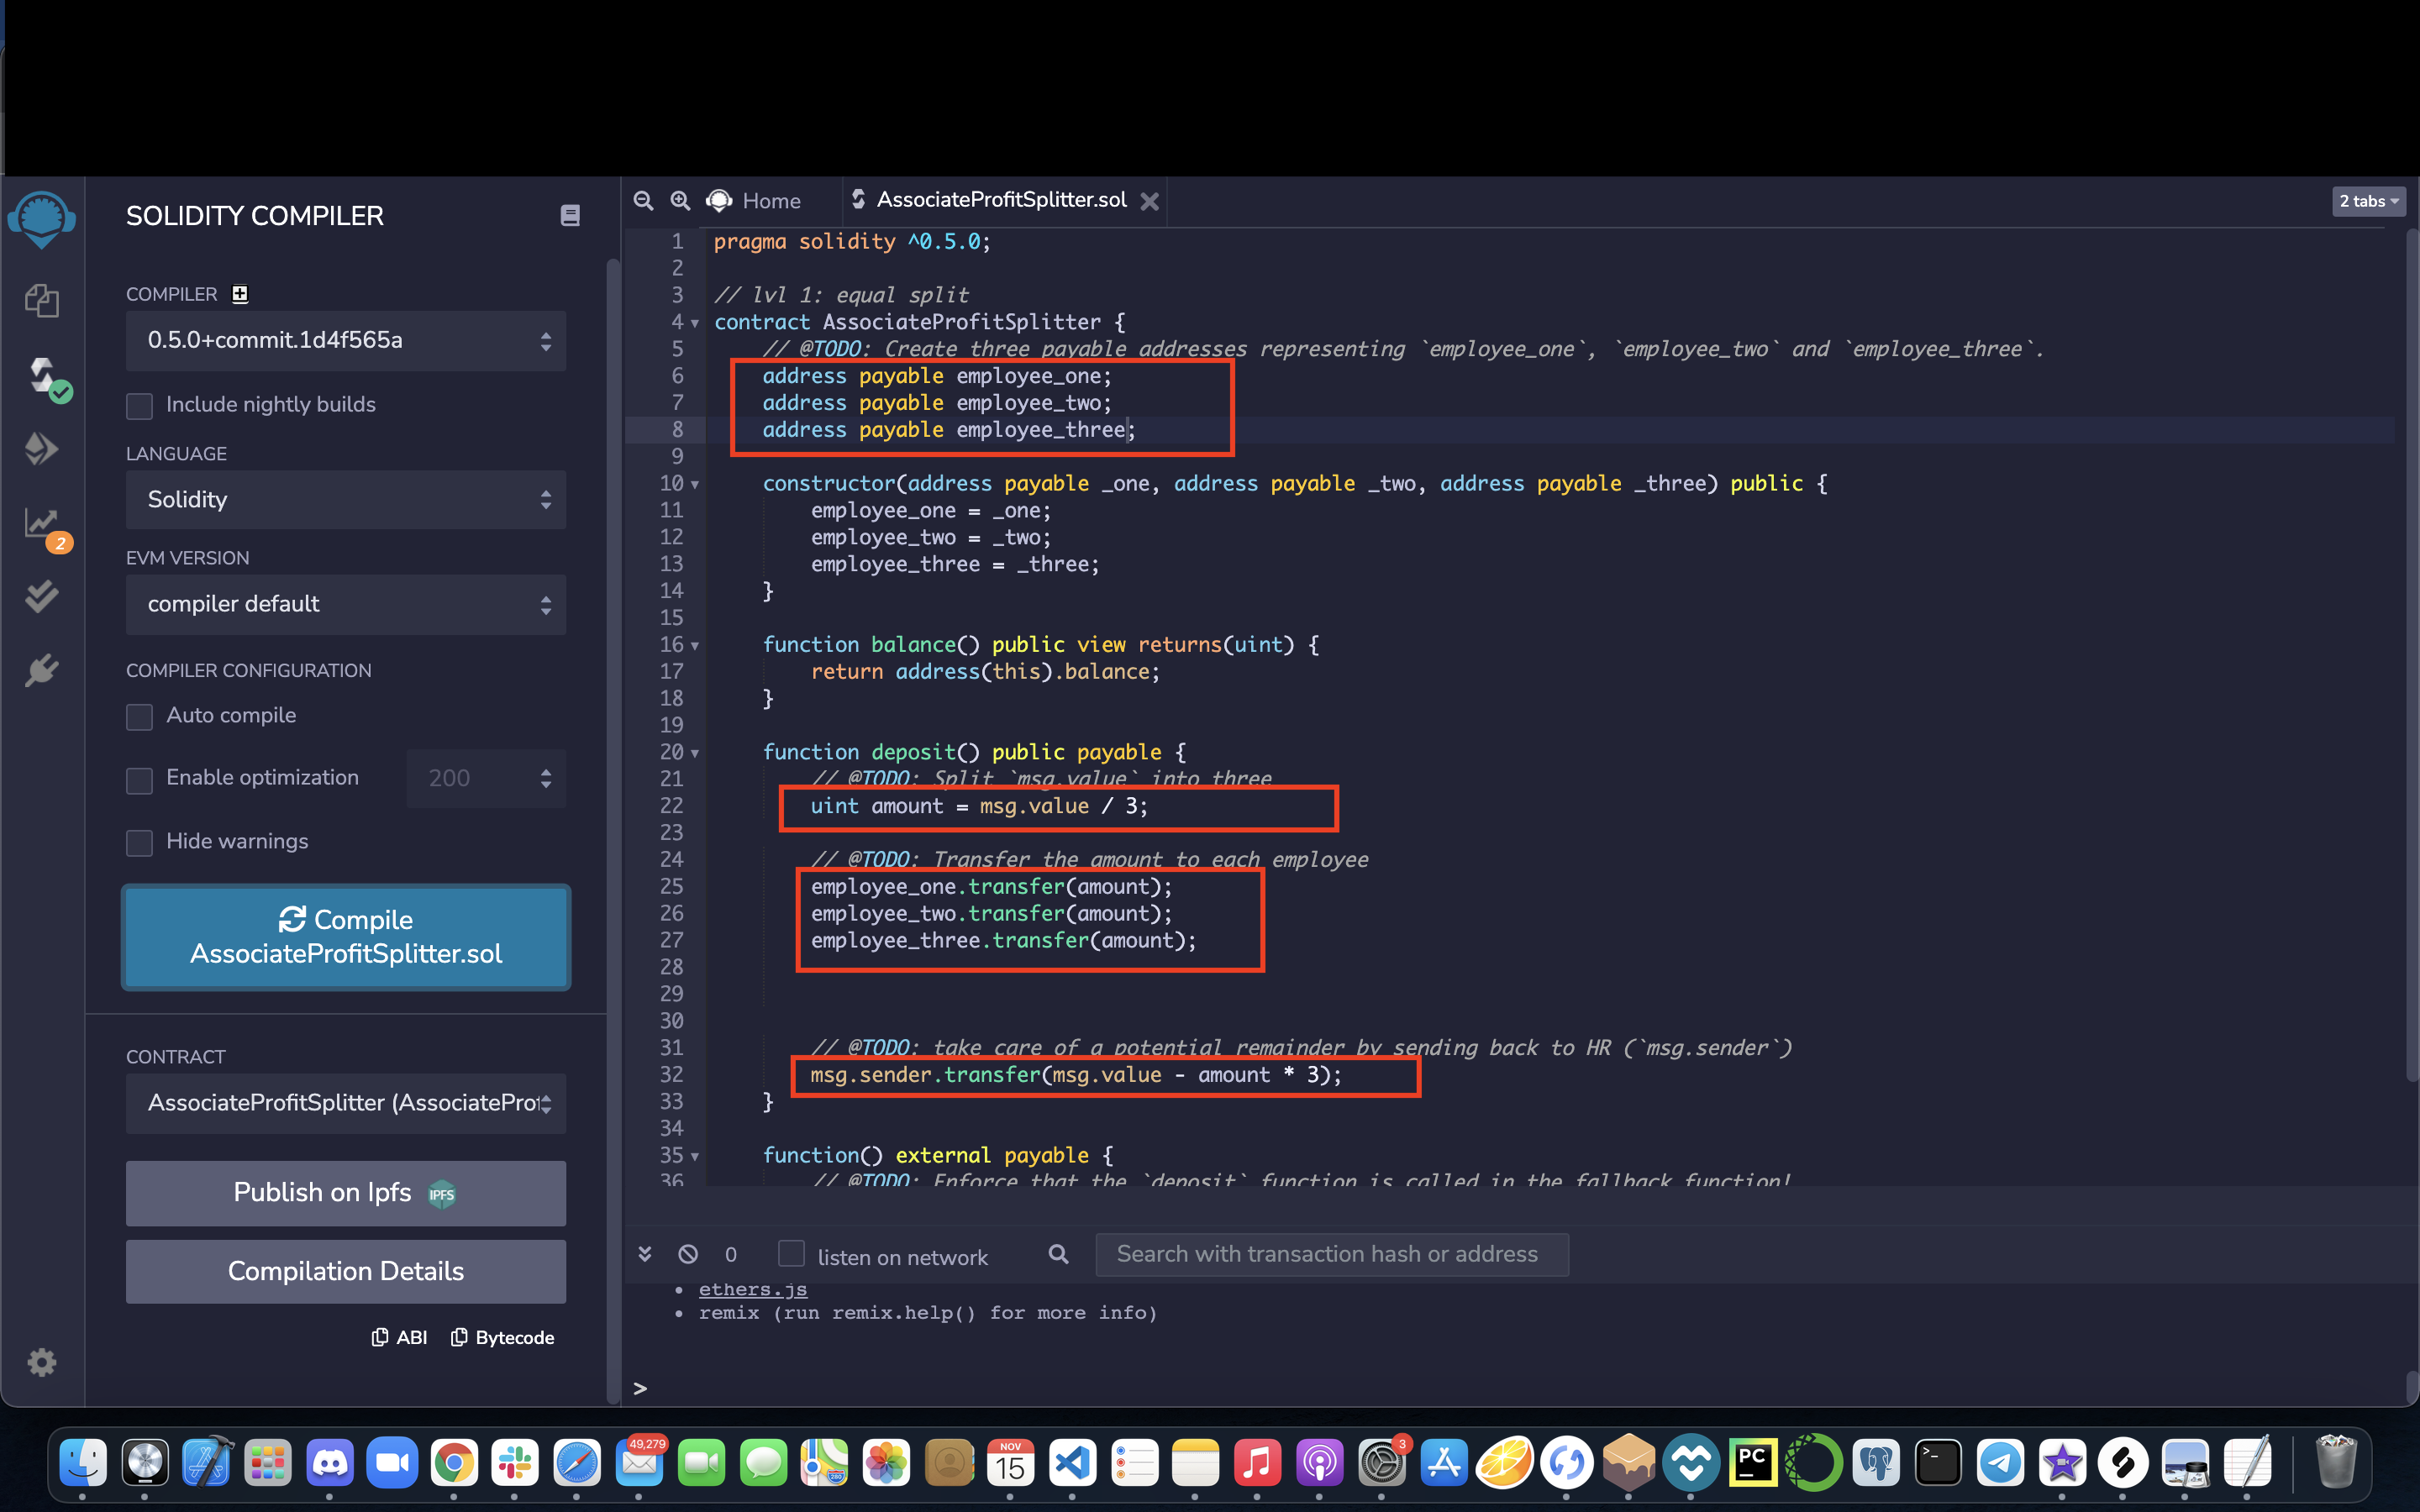 SOLIDITY COMPILER
COMPILER
0.5.0+commit.1d4f565a
Include nightly builds
LANGUAGE
Solidity
EVM VERSION
compiler default
COMPILER CONFIGURATION
Auto compile
Enable optimization 200
Hide warnings
Compile
AssociateProfitSplitter.sol
CONTRACT
AssociateProfitSplitter (AssociateProf
Publish on Ipfs IPFS
Compilation Details
ABI Bytecode
2
Home AssociateProfitSplitter.sol 2 tabs
1 pragma solidity ^0.5.0;
2
3 // lvl 1: equal split
4 contract AssociateProfitSplitter {
5 // @TODO: Create three payable addresses representing `employee_one`, `employee_two` and `employee_three`.
6 address payable employee_one;
7 address payable employee_two;
8 address payable employee_three;
9
10 constructor(address payable _one, address payable _two, address payable _three) public {
11 employee_one = _one;
12 employee_two = _two;
13 employee_three = _three;
14 }
15
16 function balance() public view returns(uint) {
17 return address(this).balance;
18 }
19
20 function deposit() public payable {
21 // @TODO: Split `msg.value` into three
22 uint amount = msg.value / 3;
23
24 // @TODO: Transfer the amount to each employee
25 employee_one.transfer(amount);
26 employee_two.transfer(amount);
27 employee_three.transfer(amount);
28
29
30
31 // @TODO: take care of a potential remainder by sending back to HR (`msg.sender`)
32 msg.sender.transfer(msg.value - amount * 3);
33 }
34
35 function() external payable {
36 // @TODO: Enforce that the `deposit` function is called in the fallback function!
0 listen on network Search with transaction hash or address
• ethers.js
• remix (run remix.help() for more info)
>
49,279
NOV
15
280
3
PC